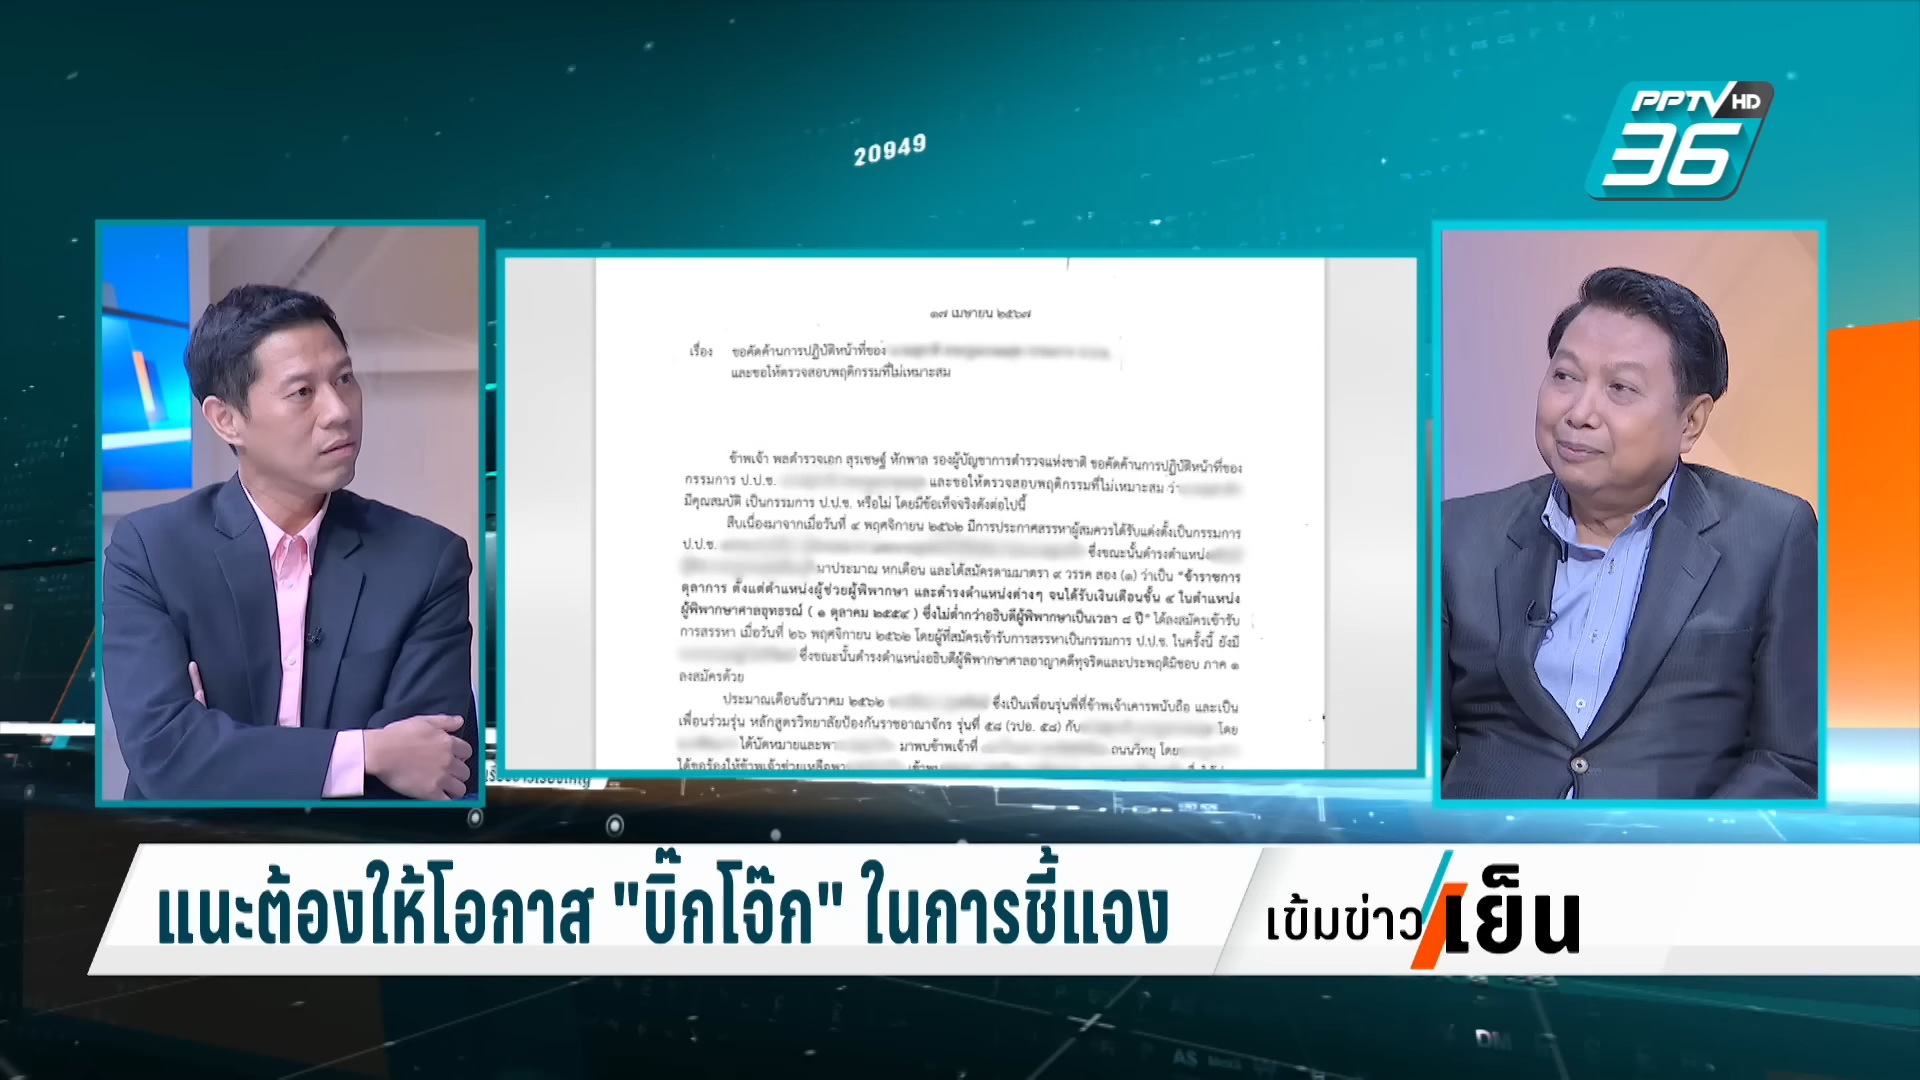 20949
PPTV HD
36
๑๗ เมษายน ๒๕๖๗
เรื่อง ขอคัดค้านการปฏิบัติหน้าที่ของ
และขอให้ตรวจสอบพฤติกรรมที่ไม่เหมาะสม
ข้าพเจ้า พลตำรวจเอก สุรเชษฐ์ หักพาล รองผู้บัญชาการตำรวจแห่งชาติ ขอคัดค้านการปฏิบัติหน้าที่ของ
กรรมการ ป.ป.ช. และขอให้ตรวจสอบพฤติกรรมที่ไม่เหมาะสม ว่า
มีคุณสมบัติ เป็นกรรมการ ป.ป.ช. หรือไม่ โดยมีข้อเท็จจริงดังต่อไปนี้
สืบเนื่องมาจากเมื่อวันที่ ๔ พฤศจิกายน ๒๕๖๒ มีการประกาศสรรหาผู้สมควรได้รับแต่งตั้งเป็นกรรมการ
ป.ป.ช. ซึ่งขณะนั้นดำรงตำแหน่ง
มาประมาณ หกเดือน และได้สมัครตามมาตรา ๙ วรรค สอง (๑) ว่าเป็น "ข้าราชการ
ตุลาการ ตั้งแต่ตำแหน่งผู้ช่วยผู้พิพากษา และดำรงตำแหน่งต่างๆ จนได้รับเงินเดือนชั้น ๔ ในตำแหน่ง
ผู้พิพากษาศาลอุทธรณ์ ( ๑ ตุลาคม ๒๕๕๔ ) ซึ่งไม่ต่ำกว่าอธิบดีผู้พิพากษาเป็นเวลา ๘ ปี" ได้ลงสมัครเข้ารับ
การสรรหา เมื่อวันที่ ๒๖ พฤศจิกายน ๒๕๖๒ โดยผู้ที่สมัครเข้ารับการสรรหาเป็นกรรมการ ป.ป.ช. ในครั้งนี้ ยังมี
ซึ่งขณะนั้นดำรงตำแหน่งอธิบดีผู้พิพากษาศาลอาญาคดีทุจริตและประพฤติมิชอบ ภาค ๑
ลงสมัครด้วย
ประมาณเดือนธันวาคม ๒๕๖๒ ซึ่งเป็นเพื่อนรุ่นพี่ที่ข้าพเจ้าเคารพนับถือ และเป็น
เพื่อนร่วมรุ่น หลักสูตรวิทยาลัยป้องกันราชอาณาจักร รุ่นที่ ๕๘ (วปอ. ๕๘) กับ โดย
ได้นัดหมายและพา มาพบข้าพเจ้าที่ ถนนวิทยุ โดย
ได้ขอร้องให้ข้าพเจ้าช่วยเหลือพา
แนะต้องให้โอกาส "บิ๊กโจ๊ก" ในการชี้แจง
เข้มข่าวเย็น